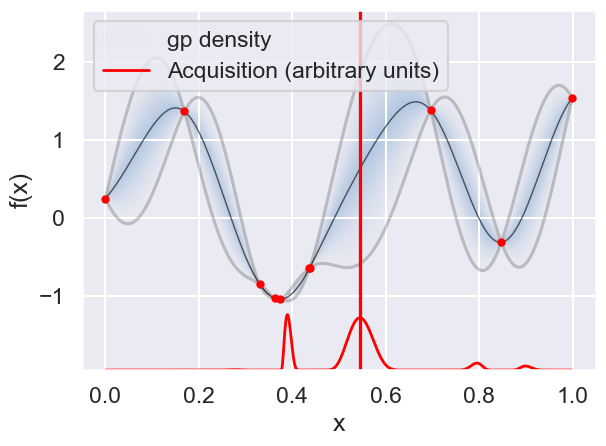 gp density
Acquisition (arbitrary units)
2
1
0
−1
f(x)
0.0 0.2 0.4 0.6 0.8 1.0
x